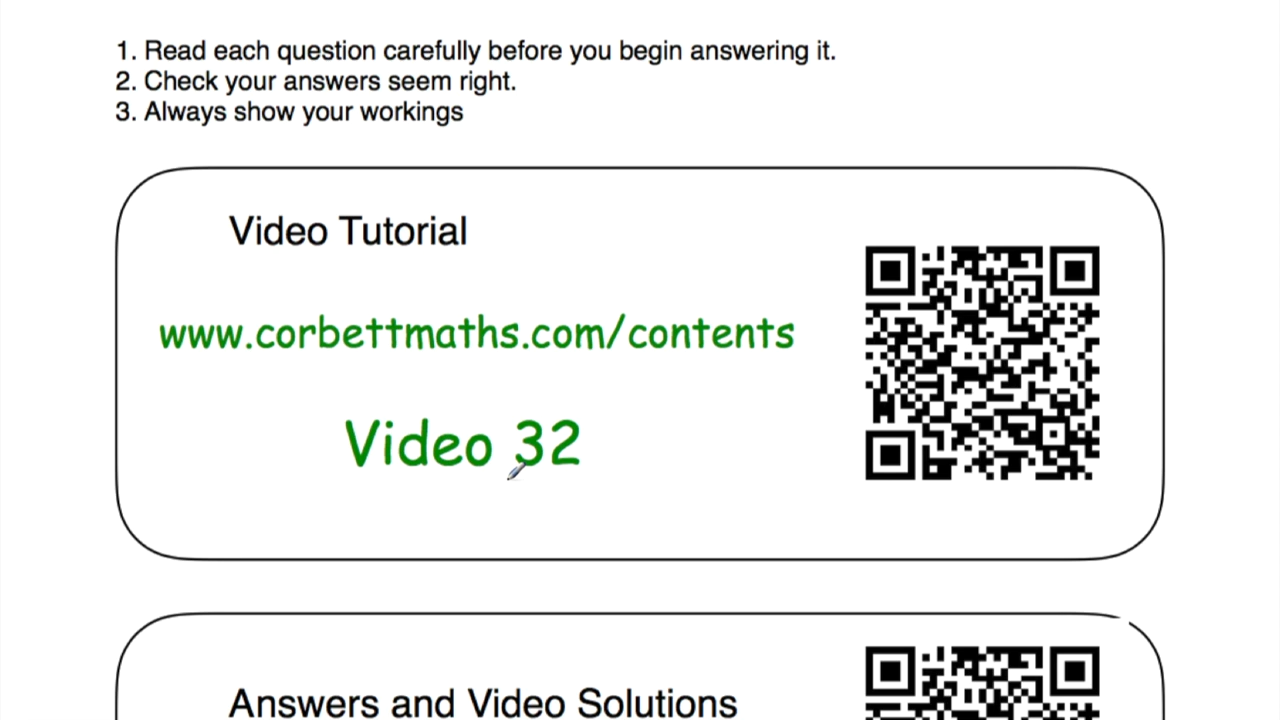 1. Read each question carefully before you begin answering it.
2. Check your answers seem right.
3. Always show your workings
Video Tutorial
www.corbettmaths.com/contents
Video 32
Answers and Video Solutions